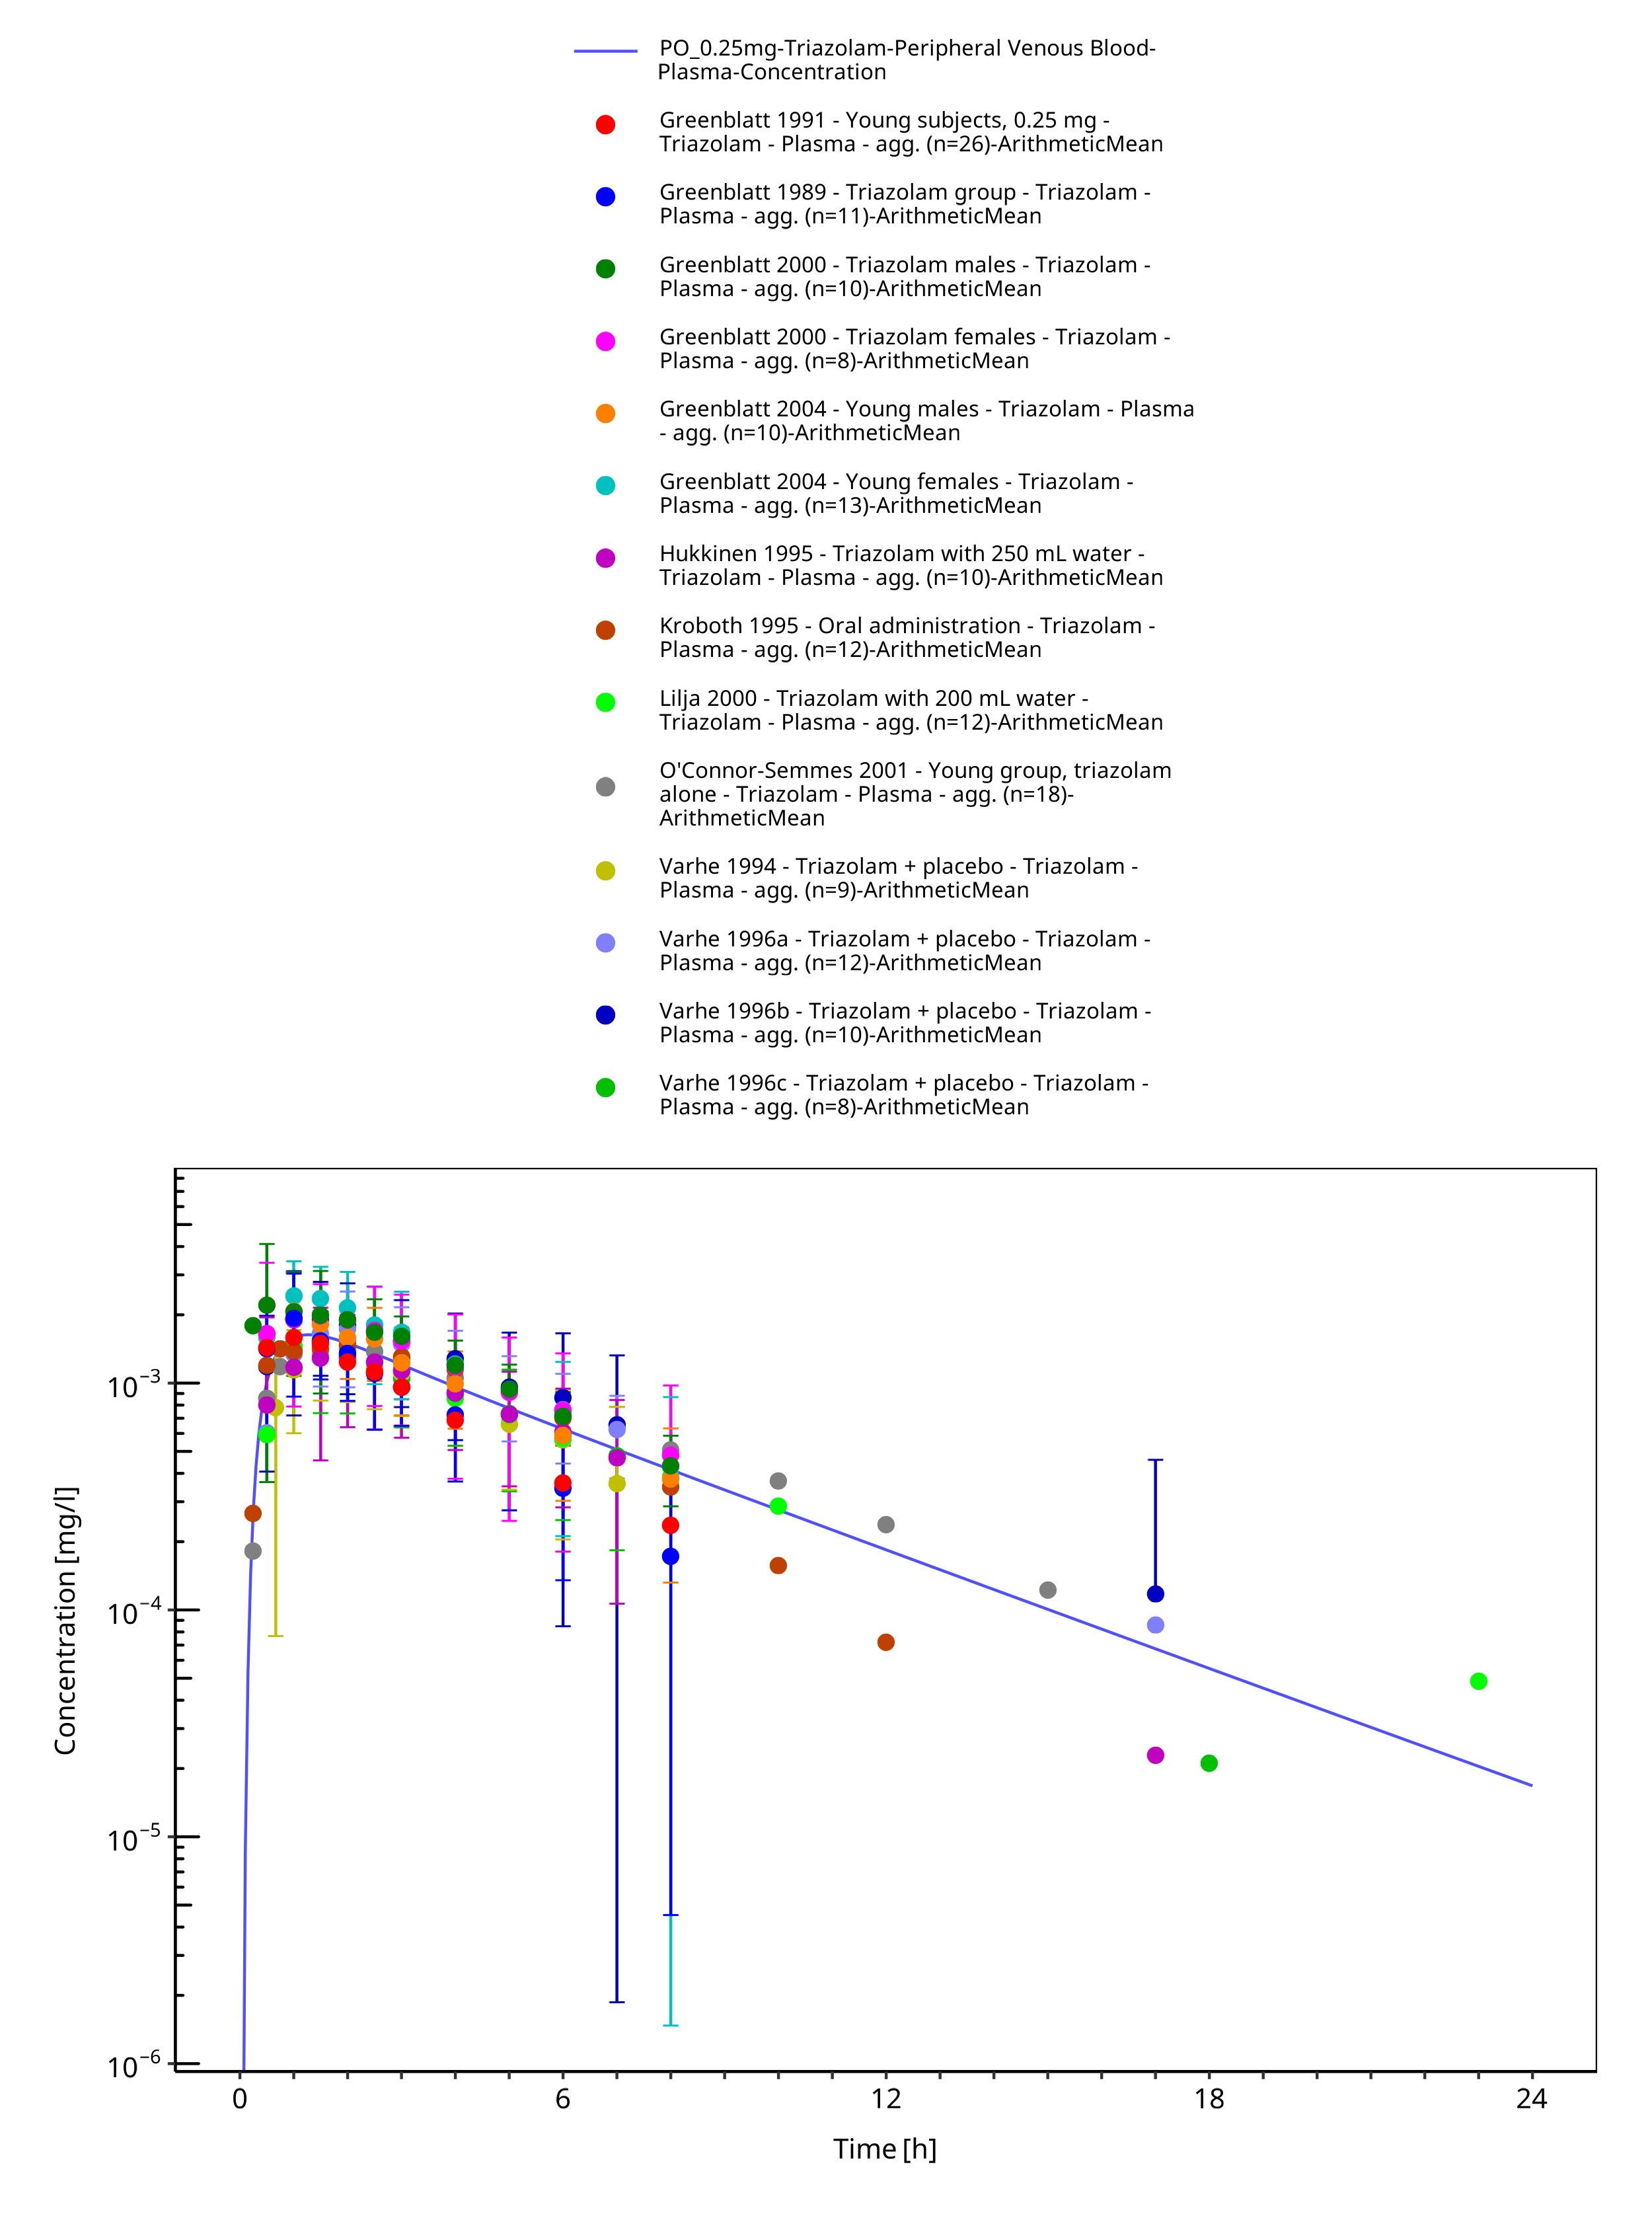 PO_0.25mg-Triazolam-Peripheral Venous Blood-
Plasma-Concentration
Greenblatt 1991 - Young subjects, 0.25 mg -
Triazolam - Plasma - agg. (n=26)-ArithmeticMean
Greenblatt 1989 - Triazolam group - Triazolam -
Plasma - agg. (n=11)-ArithmeticMean
Greenblatt 2000 - Triazolam males - Triazolam -
Plasma - agg. (n=10)-ArithmeticMean
Greenblatt 2000 - Triazolam females - Triazolam -
Plasma - agg. (n=8)-ArithmeticMean
Greenblatt 2004 - Young males - Triazolam - Plasma
- agg. (n=10)-ArithmeticMean
Greenblatt 2004 - Young females - Triazolam -
Plasma - agg. (n=13)-ArithmeticMean
Hukkinen 1995 - Triazolam with 250 mL water -
Triazolam - Plasma - agg. (n=10)-ArithmeticMean
Kroboth 1995 - Oral administration - Triazolam -
Plasma - agg. (n=12)-ArithmeticMean
Lilja 2000 - Triazolam with 200 mL water -
Triazolam - Plasma - agg. (n=12)-ArithmeticMean
O'Connor-Semmes 2001 - Young group, triazolam
alone - Triazolam - Plasma - agg. (n=18)-
ArithmeticMean
Varhe 1994 - Triazolam + placebo - Triazolam -
Plasma - agg. (n=9)-ArithmeticMean
Varhe 1996a - Triazolam + placebo - Triazolam -
Plasma - agg. (n=12)-ArithmeticMean
Varhe 1996b - Triazolam + placebo - Triazolam -
Plasma - agg. (n=10)-ArithmeticMean
Varhe 1996c - Triazolam + placebo - Triazolam -
Plasma - agg. (n=8)-ArithmeticMean
Concentration [mg/l]
10⁻³
10⁻⁴
10⁻⁵
10⁻⁶
0 6 12 18 24
Time [h]